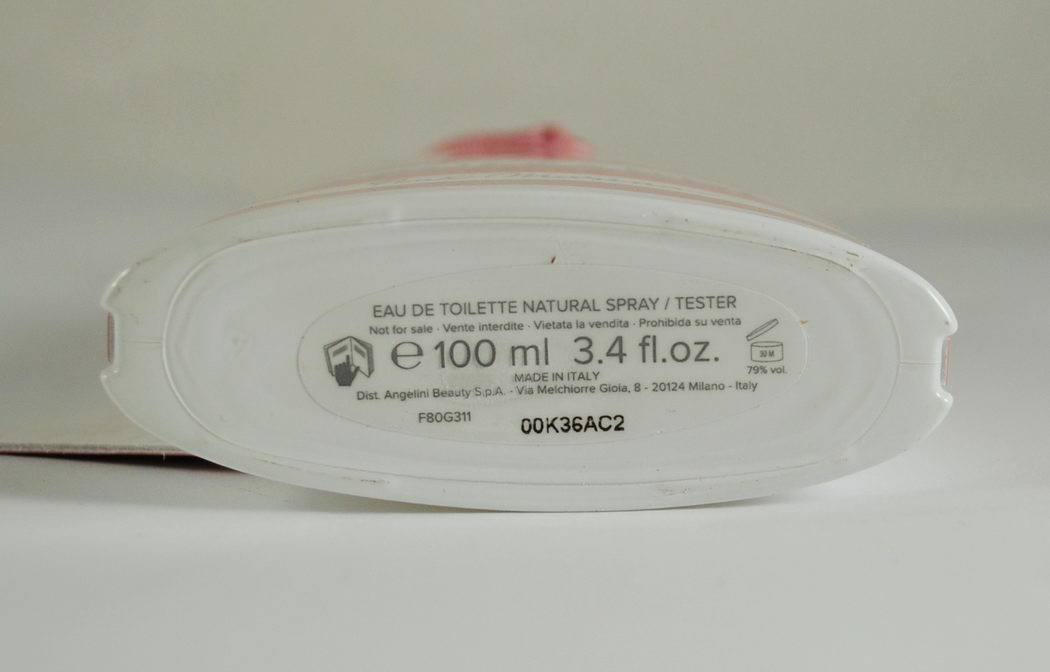 EAU DE TOILETTE NATURAL SPRAY / TESTER
Not for sale · Vente interdite · Vietata la vendita · Prohibida su venta
℮ 100 ml 3.4 fl.oz.
30 M
79% vol.
MADE IN ITALY
Dist. Angelini Beauty S.p.A. - Via Melchiorre Gioia, 8 - 20124 Milano - Italy
F80G311
00K36AC2